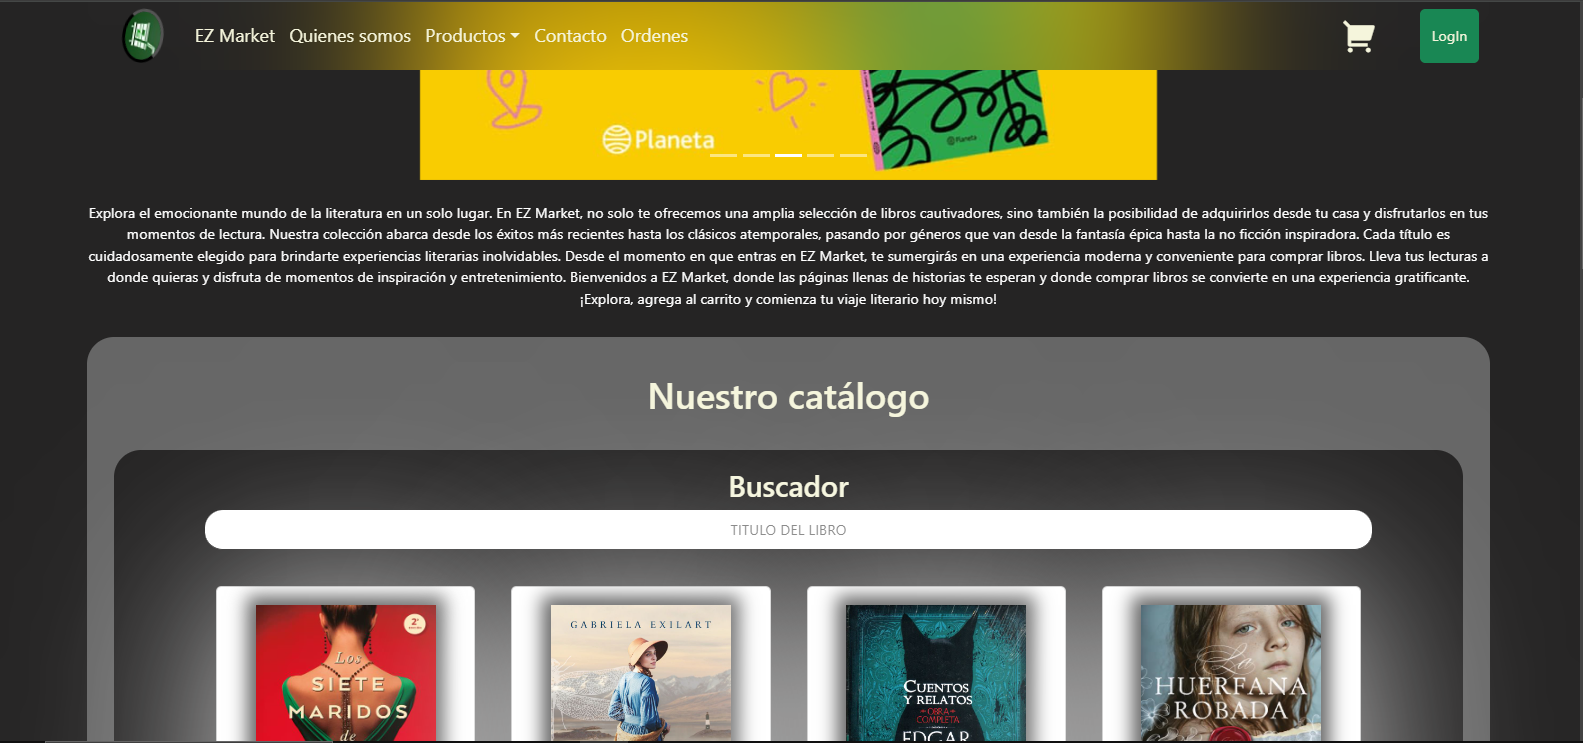 EZ Market Quienes somos Productos Contacto Ordenes LogIn
Planeta
Planeta
Explora el emocionante mundo de la literatura en un solo lugar. En EZ Market, no solo te ofrecemos una amplia selección de libros cautivadores, sino también la posibilidad de adquirirlos desde tu casa y disfrutarlos en tus
momentos de lectura. Nuestra colección abarca desde los éxitos más recientes hasta los clásicos atemporales, pasando por géneros que van desde la fantasía épica hasta la no ficción inspiradora. Cada título es
cuidadosamente elegido para brindarte experiencias literarias inolvidables. Desde el momento en que entras en EZ Market, te sumergirás en una experiencia moderna y conveniente para comprar libros. Lleva tus lecturas a
donde quieras y disfruta de momentos de inspiración y entretenimiento. Bienvenidos a EZ Market, donde las páginas llenas de historias te esperan y donde comprar libros se convierte en una experiencia gratificante.
¡Explora, agrega al carrito y comienza tu viaje literario hoy mismo!
Nuestro catálogo
Buscador
TITULO DEL LIBRO
2ª
Los
SIETE
MARIDOS
de
GABRIELA EXILART
CUENTOS
Y RELATOS
OBRA
COMPLETA
EDGAR
La
HUERFANA
ROBADA